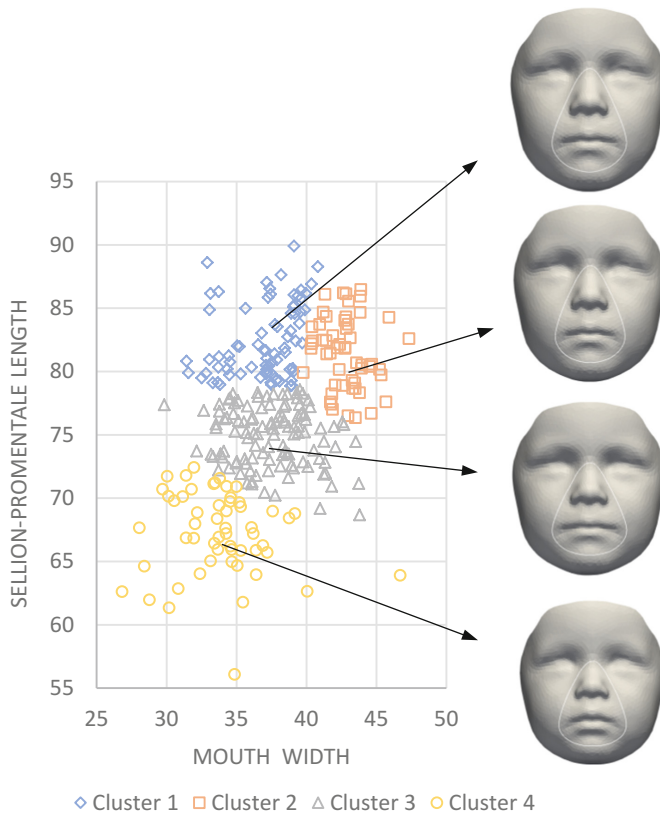 95
90
85
80
75
70
65
60
55
SELLION-PROMENTALE LENGTH
25 30 35 40 45 50
MOUTH WIDTH
Cluster 1 Cluster 2 Cluster 3 Cluster 4